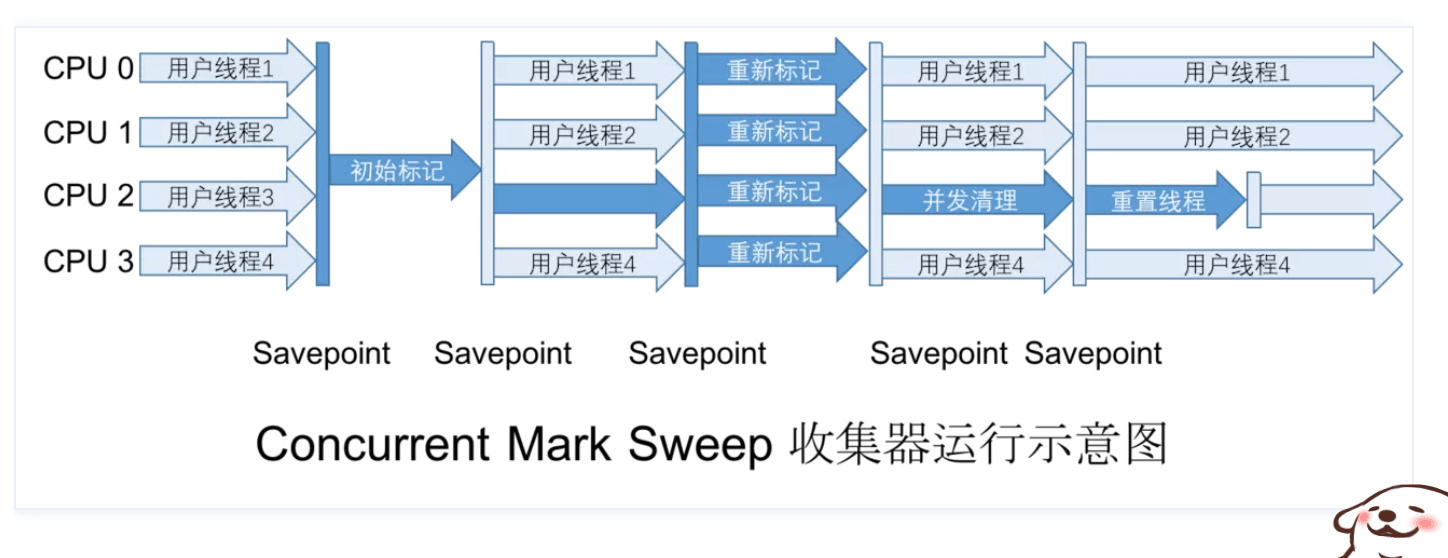 CPU 0 用户线程1 用户线程1 重新标记 用户线程1 用户线程1
CPU 1 用户线程2 用户线程2 重新标记 用户线程2 用户线程2
初始标记
CPU 2 用户线程3 重新标记 并发清理 重置线程
CPU 3 用户线程4 用户线程4 重新标记 用户线程4 用户线程4
Savepoint Savepoint Savepoint Savepoint Savepoint
Concurrent Mark Sweep 收集器运行示意图